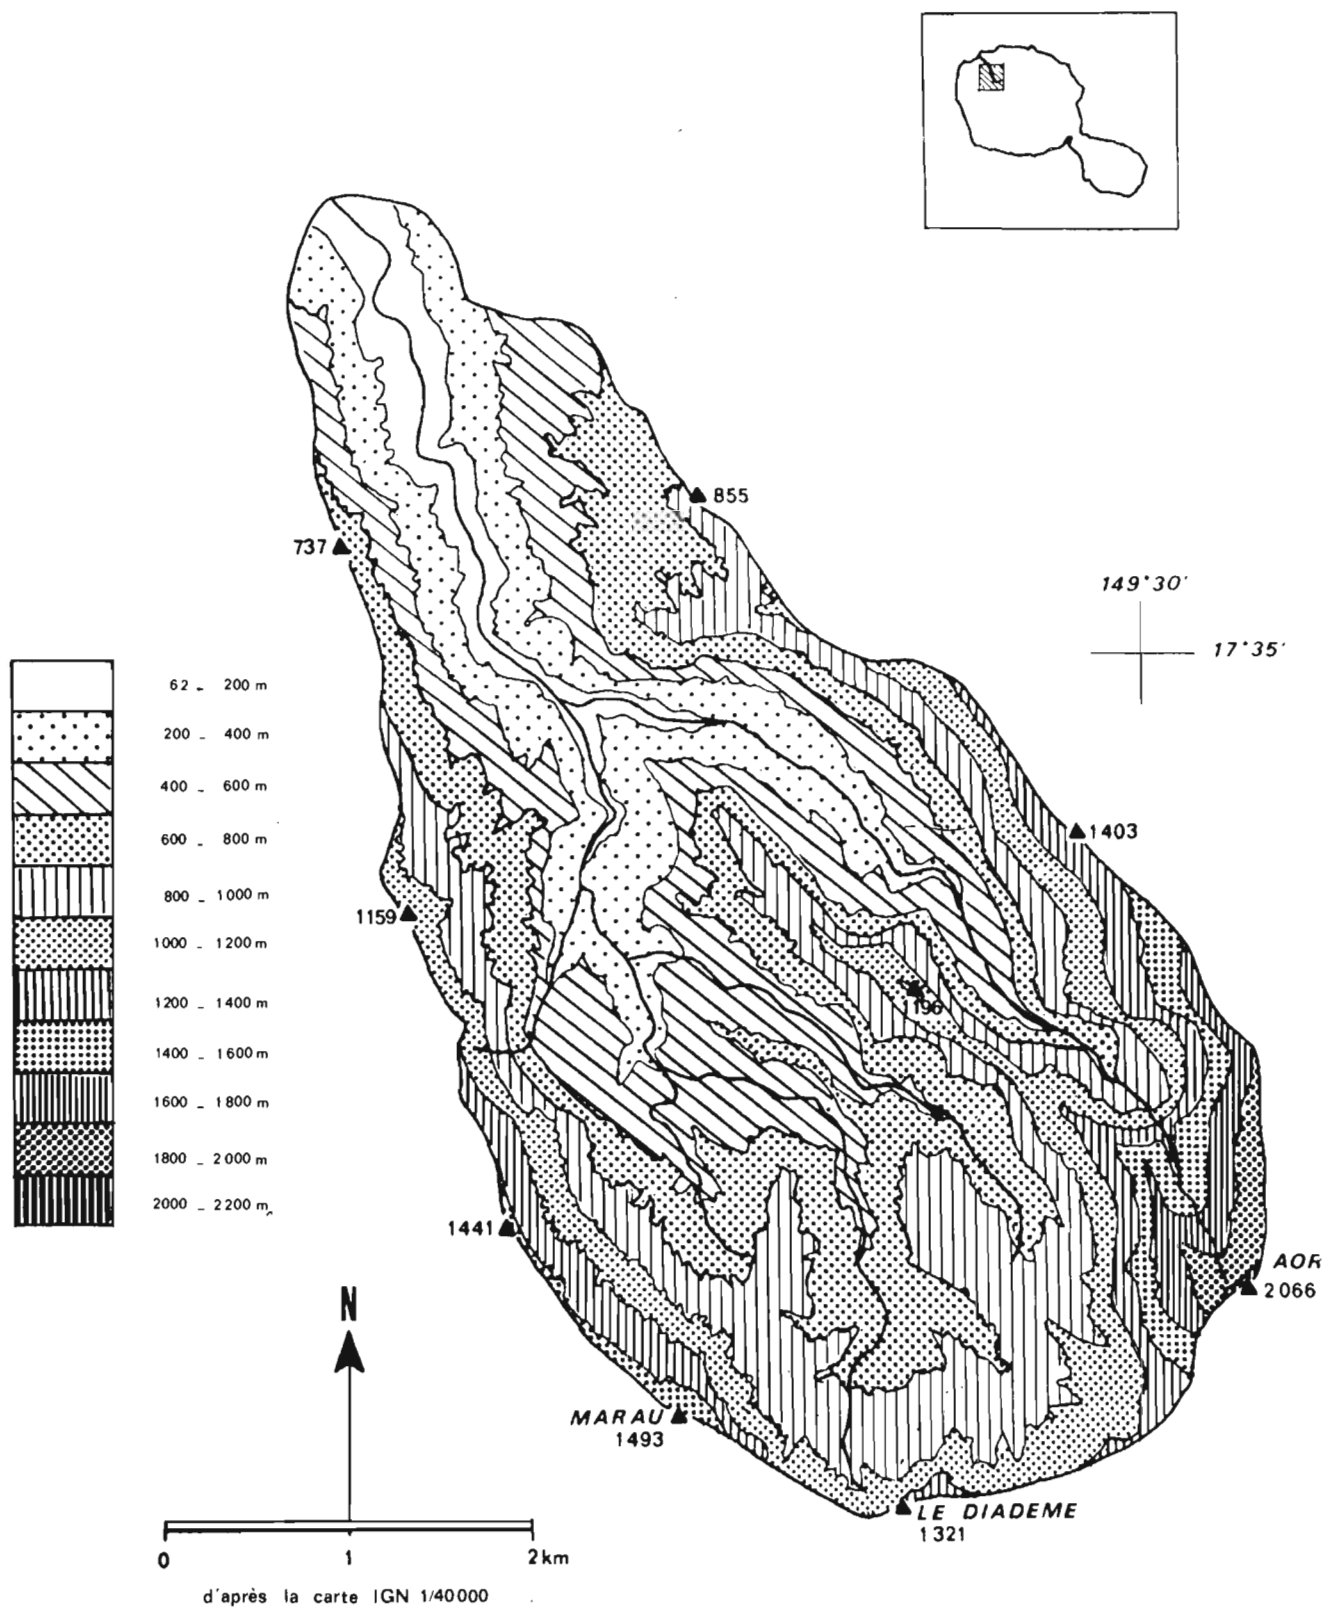 855
737
149°30'
17°35'
62 - 200 m
200 - 400 m
400 - 600 m
600 - 800 m
800 - 1000 m
1000 - 1200 m
1200 - 1400 m
1400 - 1600 m
1600 - 1800 m
1800 - 2000 m
2000 - 2200 m
1403
1159
196
1441
AOR
2066
N
MARAU
1493
LE DIADEME
1321
0 1 2km
d'après la carte IGN 1/40000